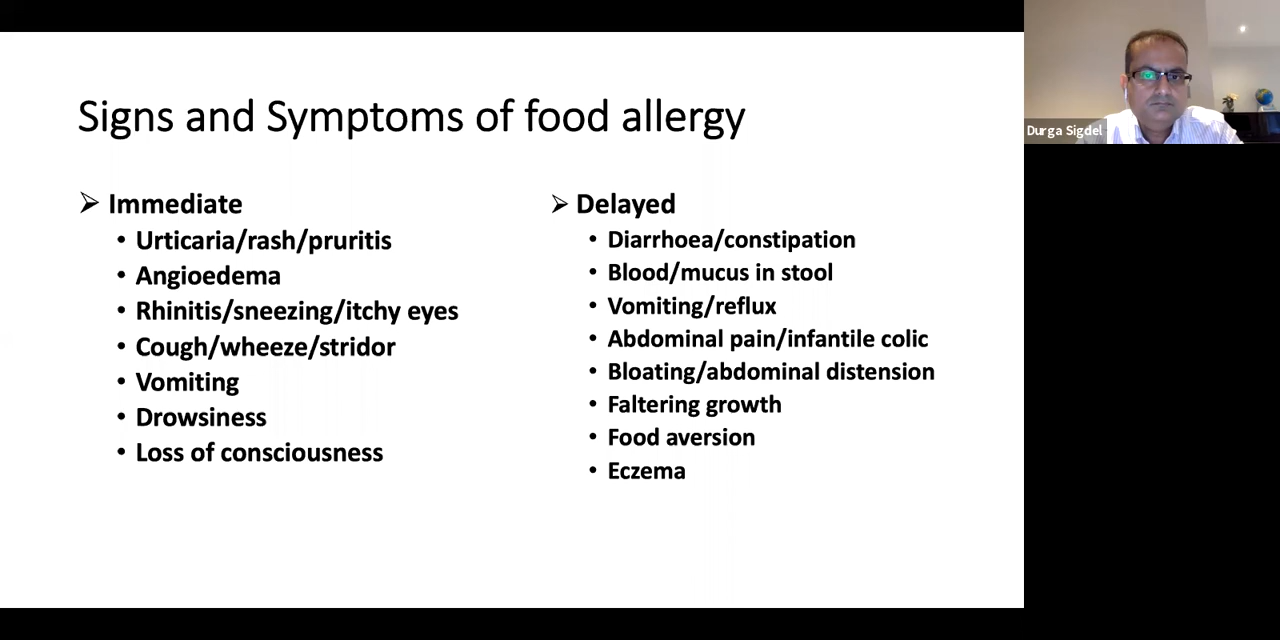 Signs and Symptoms of food allergy
Immediate
Urticaria/rash/pruritis
Angioedema
Rhinitis/sneezing/itchy eyes
Cough/wheeze/stridor
Vomiting
Drowsiness
Loss of consciousness
Delayed
Diarrhoea/constipation
Blood/mucus in stool
Vomiting/reflux
Abdominal pain/infantile colic
Bloating/abdominal distension
Faltering growth
Food aversion
Eczema
Durga Sigdel